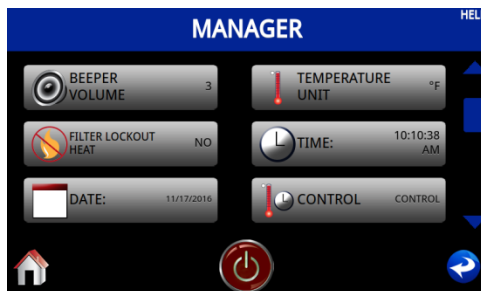 MANAGER
HEL
BEEPER
VOLUME
3
TEMPERATURE
UNIT
°F
FILTER LOCKOUT
HEAT
NO
TIME:
10:10:38
AM
DATE:
11/17/2016
CONTROL
CONTROL